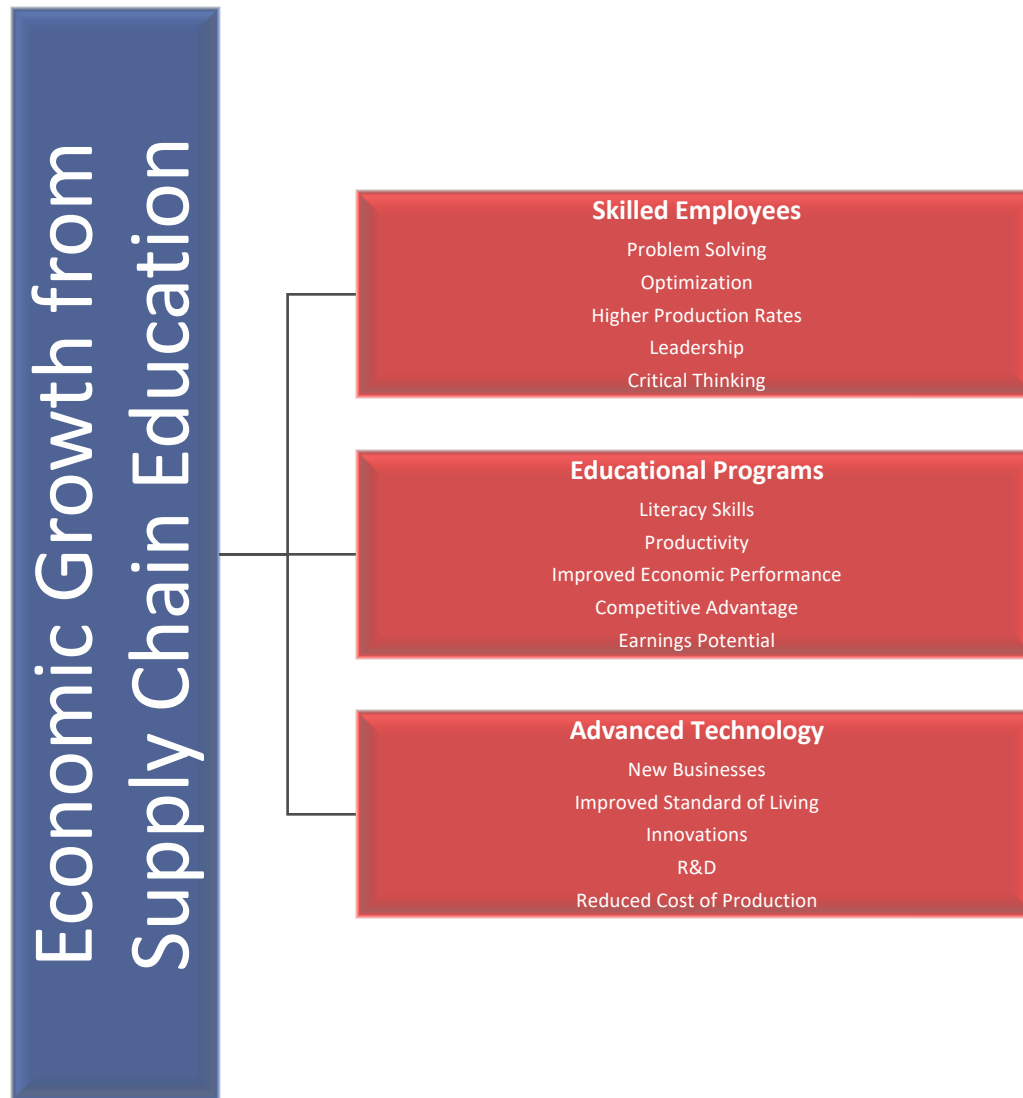 Economic Growth from
Supply Chain Education
Skilled Employees
Problem Solving
Optimization
Higher Production Rates
Leadership
Critical Thinking
Educational Programs
Literacy Skills
Productivity
Improved Economic Performance
Competitive Advantage
Earnings Potential
Advanced Technology
New Businesses
Improved Standard of Living
Innovations
R&D
Reduced Cost of Production